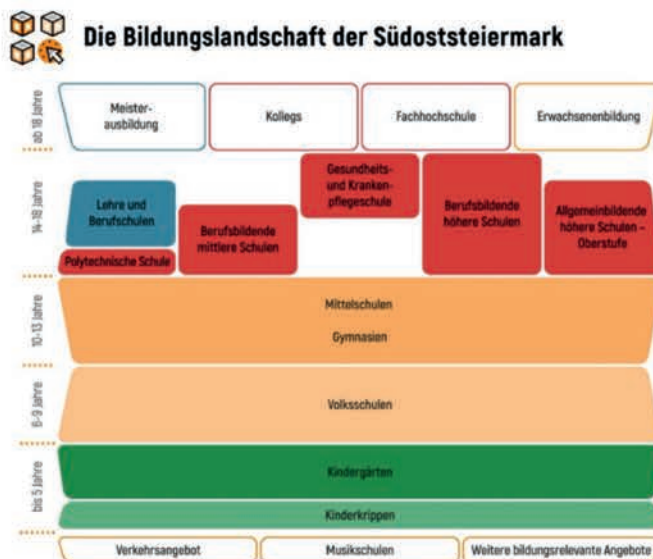 Die Bildungslandschaft der Südoststeiermark
ab 18 Jahre
Meister-
ausbildung
Kollegs
Fachhochschule
Erwachsenenbildung
14-18 Jahre
Lehre und
Berufschulen
Polytechnische Schule
Berufsbildende
mittlere Schulen
Gesundheits-
und Kranken-
pflegeschule
Berufsbildende
höhere Schulen
Allgemeinbildende
höhere Schulen –
Oberstufe
10-13 Jahre
Mittelschulen
Gymnasien
6-9 Jahre
Volksschulen
bis 5 Jahre
Kindergärten
Kinderkrippen
Verkehrsangebot
Musikschulen
Weitere bildungsrelevante Angebote